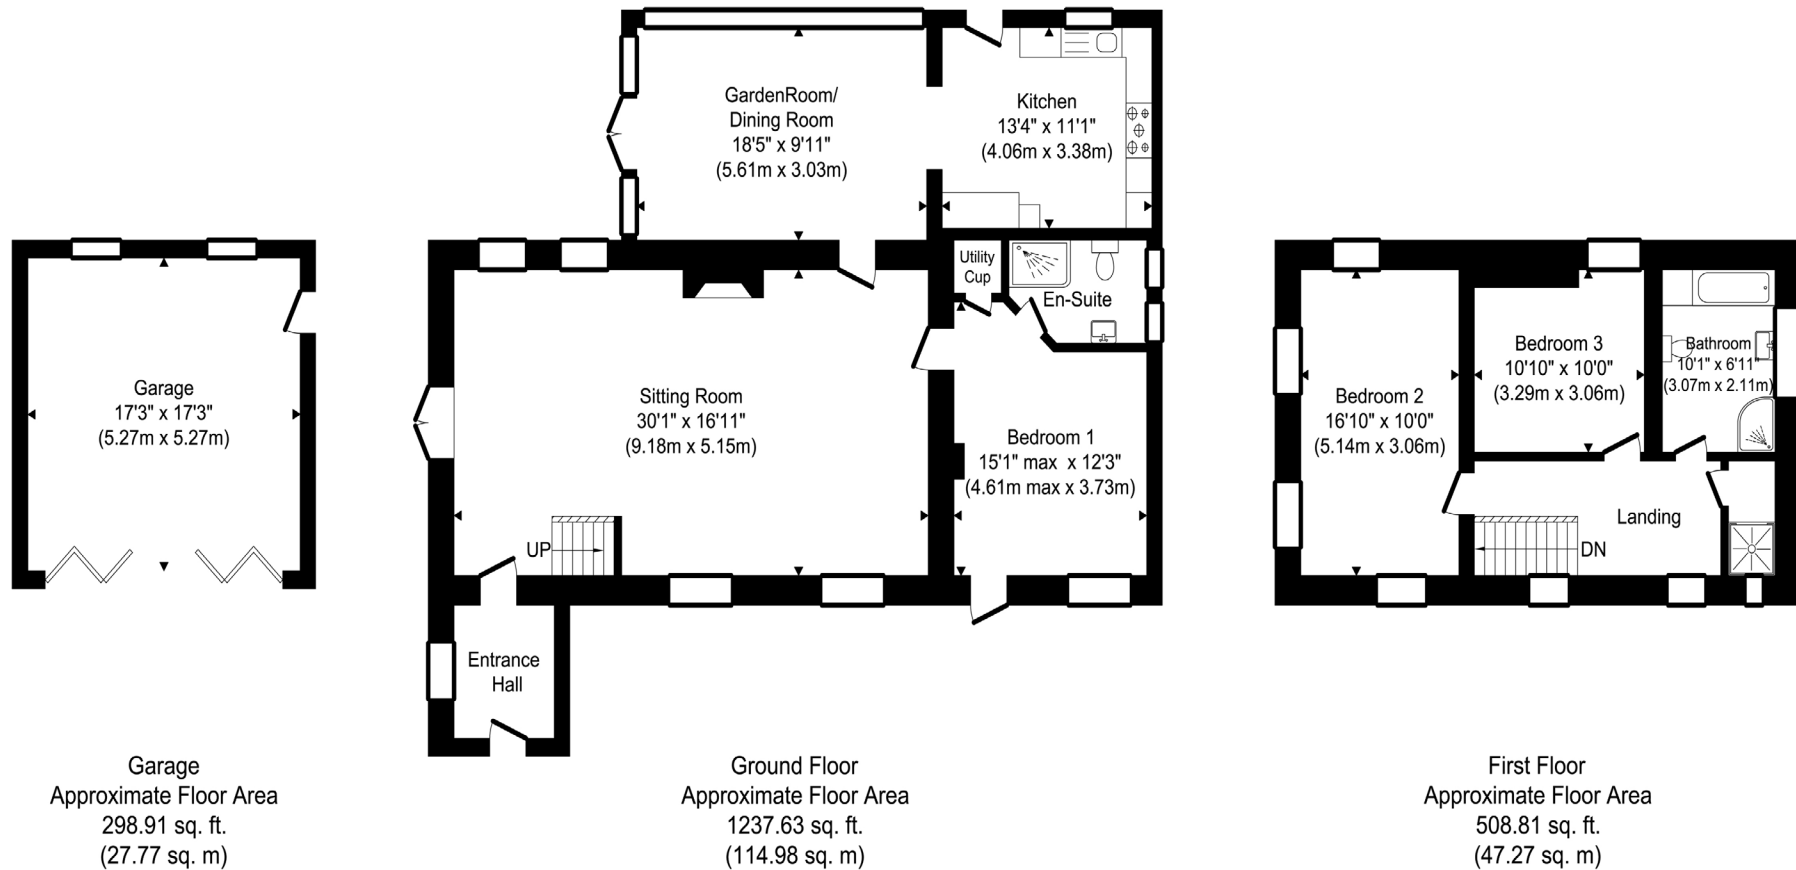 GardenRoom/
Dining Room
18'5" x 9'11"
(5.61m x 3.03m)
Kitchen
13'4" x 11'1"
(4.06m x 3.38m)
Utility
Cup
En-Suite
Garage
17'3" x 17'3"
(5.27m x 5.27m)
Sitting Room
30'1" x 16'11"
(9.18m x 5.15m)
Bedroom 1
15'1" max x 12'3"
(4.61m max x 3.73m)
UP
Entrance
Hall
Bedroom 2
16'10" x 10'0"
(5.14m x 3.06m)
Bedroom 3
10'10" x 10'0"
(3.29m x 3.06m)
Bathroom
10'1" x 6'11"
(3.07m x 2.11m)
Landing
DN
Garage
Approximate Floor Area
298.91 sq. ft.
(27.77 sq. m)
Ground Floor
Approximate Floor Area
1237.63 sq. ft.
(114.98 sq. m)
First Floor
Approximate Floor Area
508.81 sq. ft.
(47.27 sq. m)